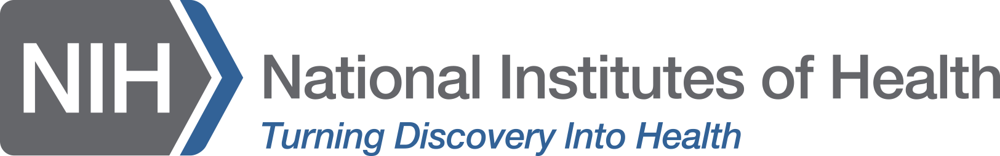 NIH
National Institutes of Health
Turning Discovery Into Health